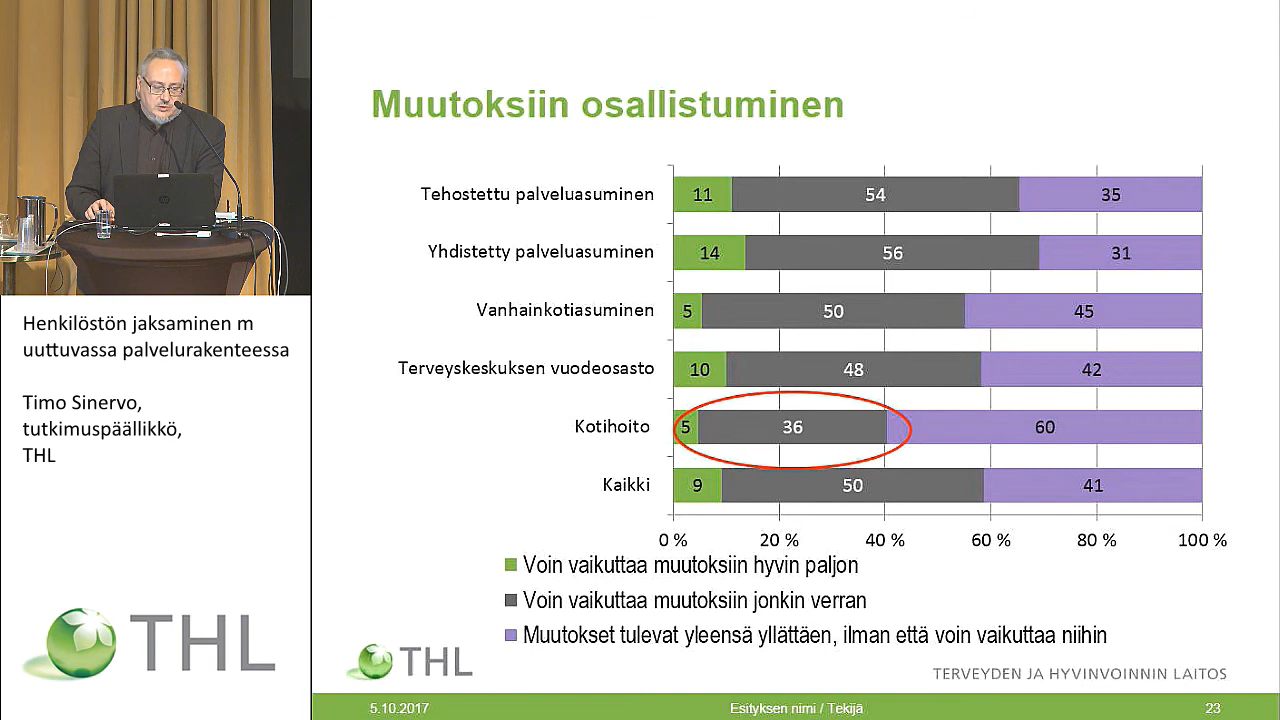 Henkilöstön jaksaminen m
uuttuvassa palvelurakenteessa
Timo Sinervo,
tutkimuspäällikkö,
THL
THL
Muutoksiin osallistuminen
Tehostettu palveluasuminen 11 54 35
Yhdistetty palveluasuminen 14 56 31
Vanhainkotiasuminen 5 50 45
Terveyskeskuksen vuodeosasto 10 48 42
Kotihoito 5 36 60
Kaikki 9 50 41
0 % 20 % 40 % 60 % 80 % 100 %
Voin vaikuttaa muutoksiin hyvin paljon
Voin vaikuttaa muutoksiin jonkin verran
Muutokset tulevat yleensä yllättäen, ilman että voin vaikuttaa niihin
THL
TERVEYDEN JA HYVINVOINNIN LAITOS
5.10.2017 Esityksen nimi / Tekijä 23